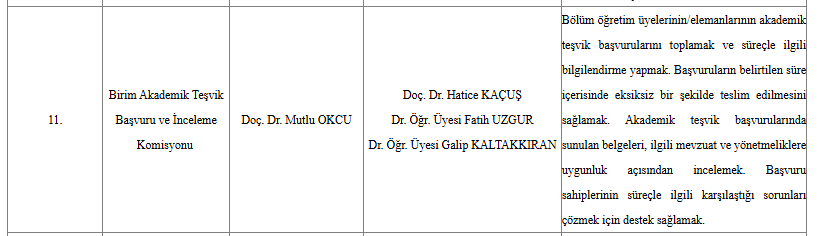 11.
Birim Akademik Teşvik
Başvuru ve İnceleme
Komisyonu
Doç. Dr. Mutlu OKCU
Doç. Dr. Hatice KAÇUŞ
Dr. Öğr. Üyesi Fatih UZGUR
Dr. Öğr. Üyesi Galip KALTAKKIRAN
Bölüm öğretim üyelerinin/elemanlarının akademik
teşvik başvurularını toplamak ve süreçle ilgili
bilgilendirme yapmak. Başvuruların belirtilen süre
içerisinde eksiksiz bir şekilde teslim edilmesini
sağlamak. Akademik teşvik başvurularında
sunulan belgeleri, ilgili mevzuat ve yönetmeliklere
uygunluk açısından incelemek. Başvuru
sahiplerinin süreçle ilgili karşılaştığı sorunları
çözmek için destek sağlamak.